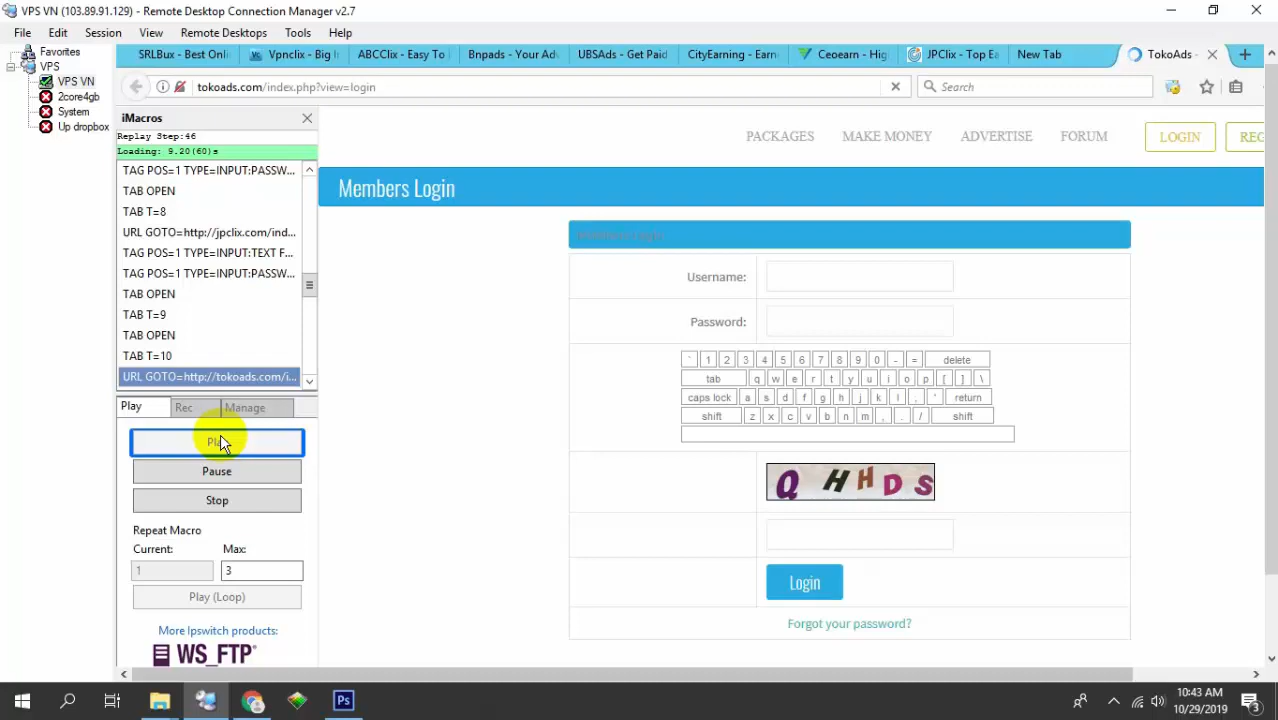 VPS VN (103.89.91.129) - Remote Desktop Connection Manager v2.7
File Edit Session View Remote Desktops Tools Help
Favorites
VPS
VPS VN
2core4gb
System
Up dropbox
SRLBux - Best Onli Vpnclix - Big I ABCClix - Easy To Bnpads - Your Ad UBSAds - Get Paid CityEarning - Earn Ceoearn - Hig JPClix - Top Ea New Tab TokoAds -
tokoads.com/index.php?view=login
Search
iMacros
Replay Step:46
Loading: 9.20(60)s
TAG POS=1 TYPE=INPUT:PASSW...
TAB OPEN
TAB T=8
URL GOTO=http://jpclix.com/ind...
TAG POS=1 TYPE=INPUT:TEXT F...
TAG POS=1 TYPE=INPUT:PASSW...
TAB OPEN
TAB T=9
TAB OPEN
TAB T=10
URL GOTO=http://tokoads.com/i...
Play Rec Manage
Pause
Stop
Repeat Macro
Current: Max:
1 3
Play (Loop)
More Ipswitch products:
WS_FTP®
PACKAGES MAKE MONEY ADVERTISE FORUM LOGIN REG
Members Login
Username:
Password:
` 1 2 3 4 5 6 7 8 9 0 - = delete
tab q w e r t y u i o p [ ] \
caps lock a s d f g h j k l ; ' return
shift z x c v b n m , . / shift
Q H H D S
Login
Forgot your password?
10:43 AM
10/29/2019
3
Ps